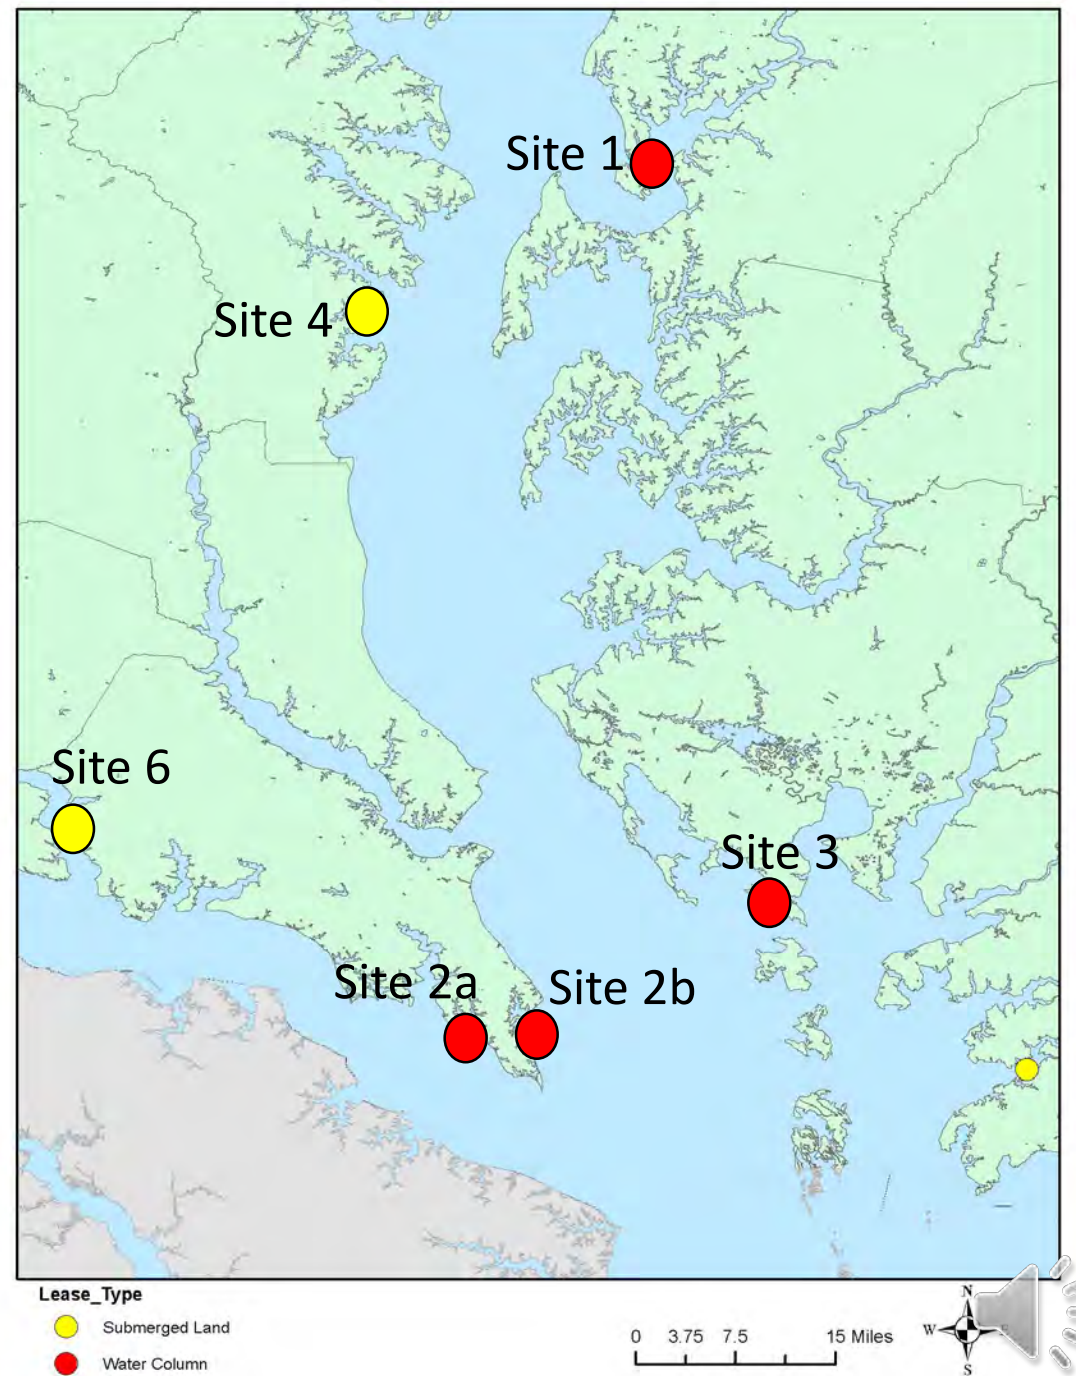 Site 1
Site 4
Site 6
Site 3
Site 2a
Site 2b
Lease_Type
Submerged Land
Water Column
0 3.75 7.5 15 Miles
N
W E
S